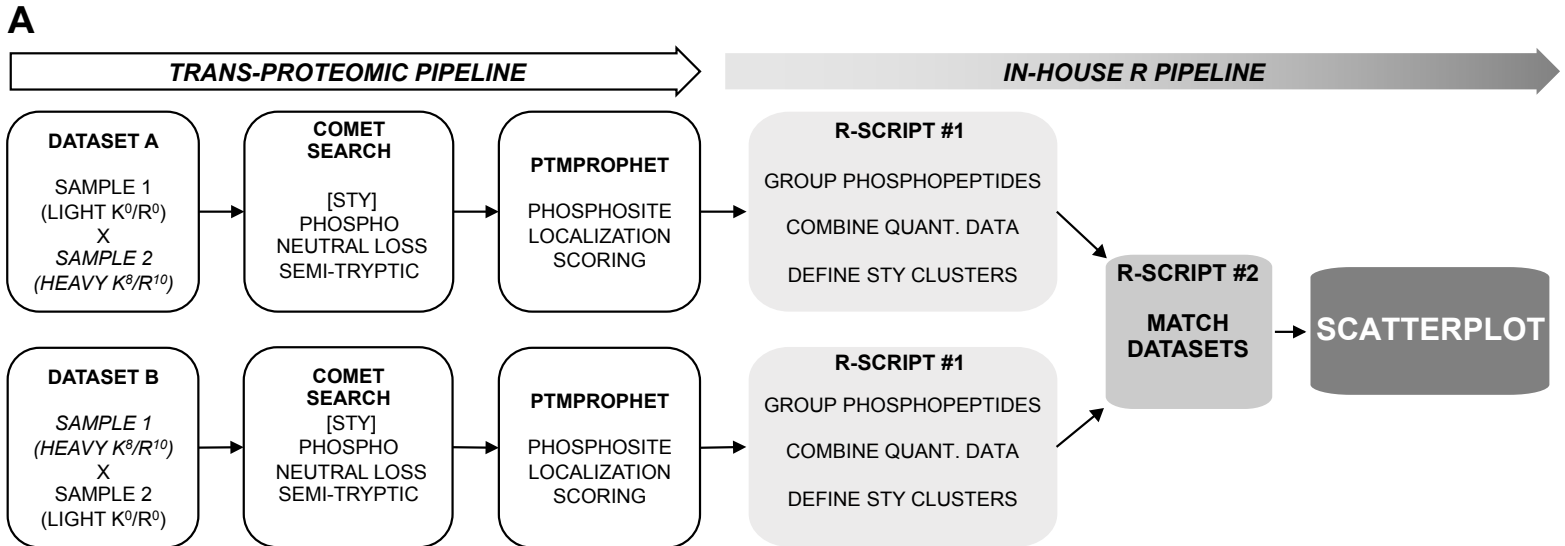 A
TRANS-PROTEOMIC PIPELINE
IN-HOUSE R PIPELINE
DATASET A
SAMPLE 1
(LIGHT K⁰/R⁰)
X
SAMPLE 2
(HEAVY K⁸/R¹⁰)
COMET
SEARCH
[STY]
PHOSPHO
NEUTRAL LOSS
SEMI-TRYPTIC
PTMPROPHET
PHOSPHOSITE
LOCALIZATION
SCORING
R-SCRIPT #1
GROUP PHOSPHOPEPTIDES
COMBINE QUANT. DATA
DEFINE STY CLUSTERS
DATASET B
SAMPLE 1
(HEAVY K⁸/R¹⁰)
X
SAMPLE 2
(LIGHT K⁰/R⁰)
COMET
SEARCH
[STY]
PHOSPHO
NEUTRAL LOSS
SEMI-TRYPTIC
PTMPROPHET
PHOSPHOSITE
LOCALIZATION
SCORING
R-SCRIPT #1
GROUP PHOSPHOPEPTIDES
COMBINE QUANT. DATA
DEFINE STY CLUSTERS
R-SCRIPT #2
MATCH
DATASETS
SCATTERPLOT